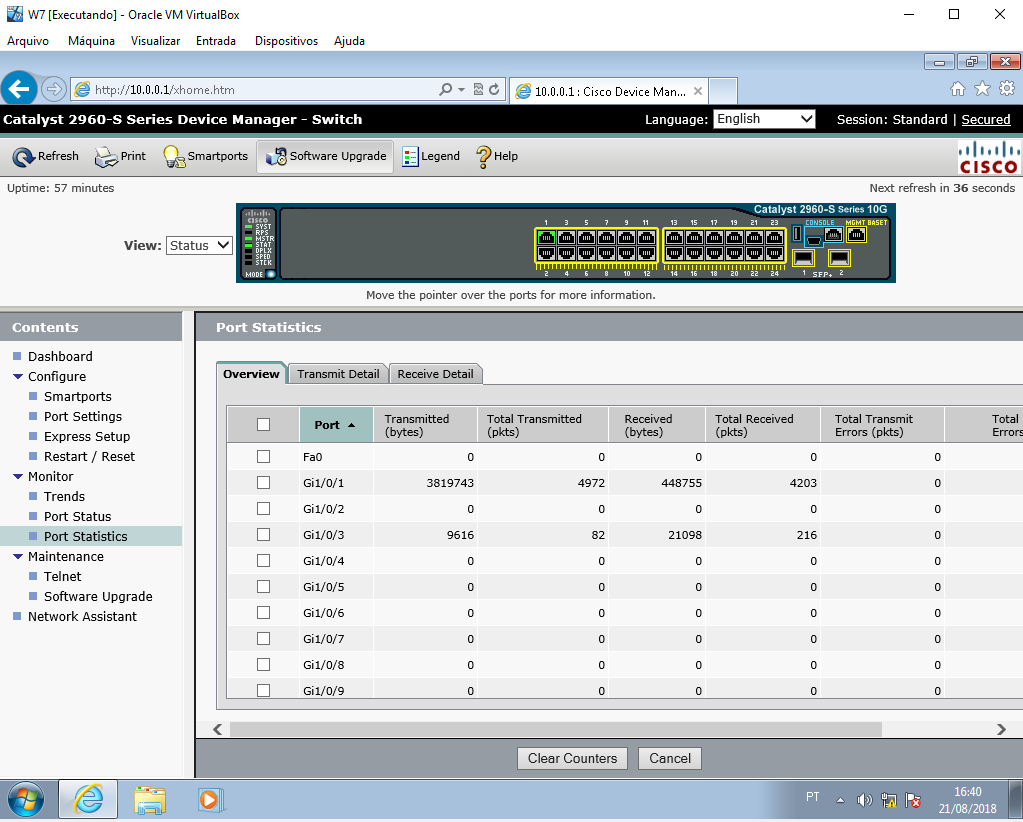 W7 [Executando] - Oracle VM VirtualBox
Arquivo Máquina Visualizar Entrada Dispositivos Ajuda
http://10.0.0.1/xhome.htm 10.0.0.1 : Cisco Device Man...
Catalyst 2960-S Series Device Manager - Switch Language: English Session: Standard | Secured
Refresh Print Smartports Software Upgrade Legend Help
CISCO
Uptime: 57 minutes Next refresh in 36 seconds
Catalyst 2960-S Series 10G
CISCO
1 3 5 7 9 11 13 15 17 19 21 23 CONSOLE MGMT BASET
SYST
RPS
MSTR
STAT
DPLX
SPED
STCK
View: Status
MODE 2 4 6 8 10 12 14 16 18 20 22 24 1 SFP+ 2
Move the pointer over the ports for more information.
Contents
Dashboard
Configure
Smartports
Port Settings
Express Setup
Restart / Reset
Monitor
Trends
Port Status
Port Statistics
Maintenance
Telnet
Software Upgrade
Network Assistant
Port Statistics
Overview Transmit Detail Receive Detail
Port Transmitted (bytes) Total Transmitted (pkts) Received (bytes) Total Received (pkts) Total Transmit Errors (pkts) Total Errors
Fa0 0 0 0 0 0
Gi1/0/1 3819743 4972 448755 4203 0
Gi1/0/2 0 0 0 0 0
Gi1/0/3 9616 82 21098 216 0
Gi1/0/4 0 0 0 0 0
Gi1/0/5 0 0 0 0 0
Gi1/0/6 0 0 0 0 0
Gi1/0/7 0 0 0 0 0
Gi1/0/8 0 0 0 0 0
Gi1/0/9 0 0 0 0 0
Clear Counters Cancel
PT 16:40
21/08/2018